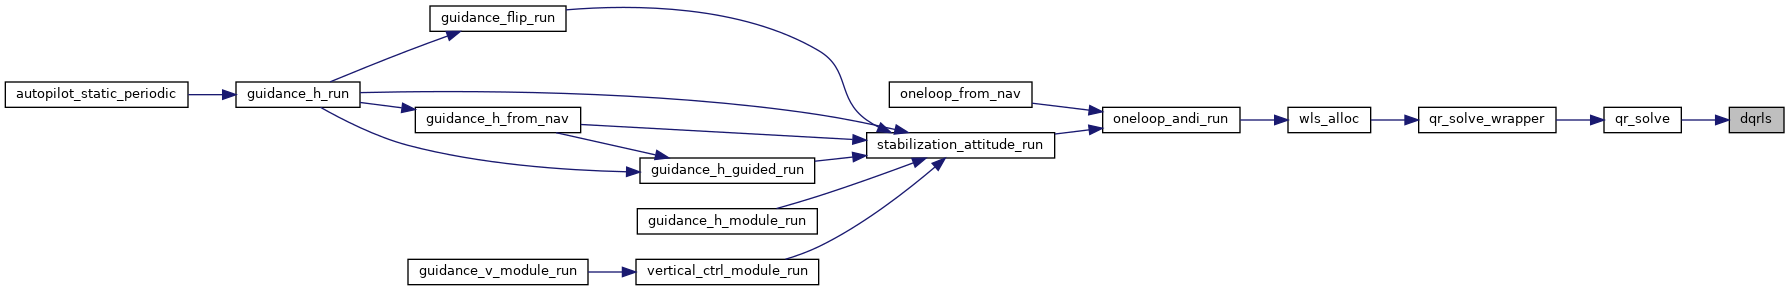 guidance_flip_run
autopilot_static_periodic
guidance_h_run
oneloop_from_nav
guidance_h_from_nav
oneloop_andi_run
wls_alloc
qr_solve_wrapper
qr_solve
dqrls
stabilization_attitude_run
guidance_h_guided_run
guidance_h_module_run
guidance_v_module_run
vertical_ctrl_module_run